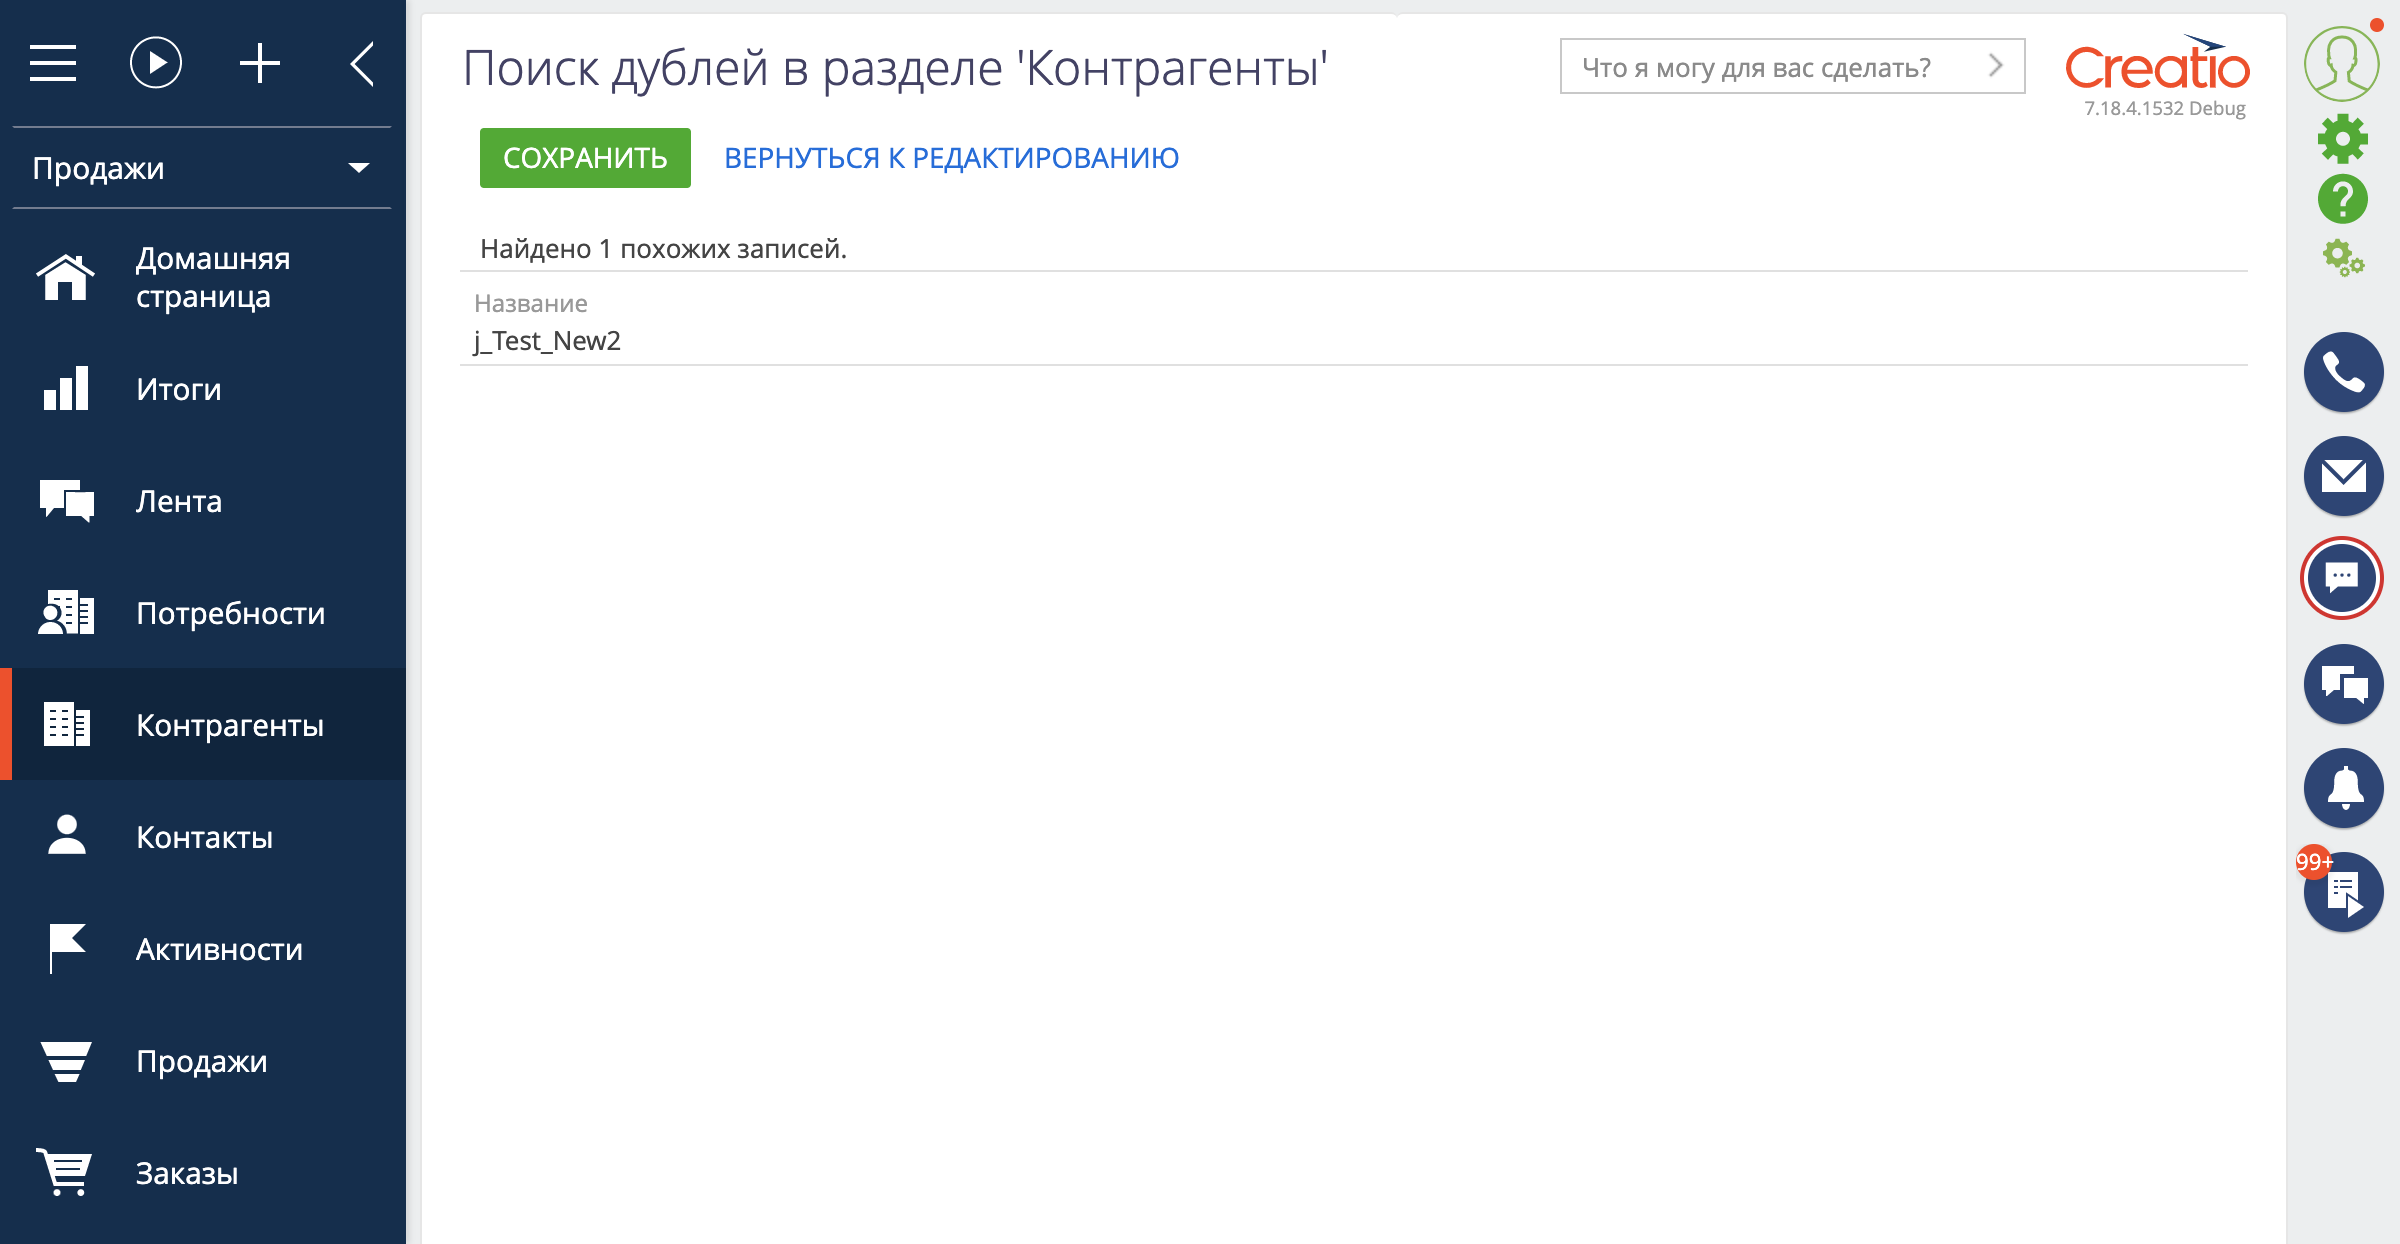 Поиск дублей в разделе 'Контрагенты'
Что я могу для вас сделать?
Creatio
7.18.4.1532 Debug
СОХРАНИТЬ
ВЕРНУТЬСЯ К РЕДАКТИРОВАНИЮ
Найдено 1 похожих записей.
Название
j_Test_New2
Продажи
Домашняя
страница
Итоги
Лента
Потребности
Контрагенты
Контакты
Активности
Продажи
Заказы
99+